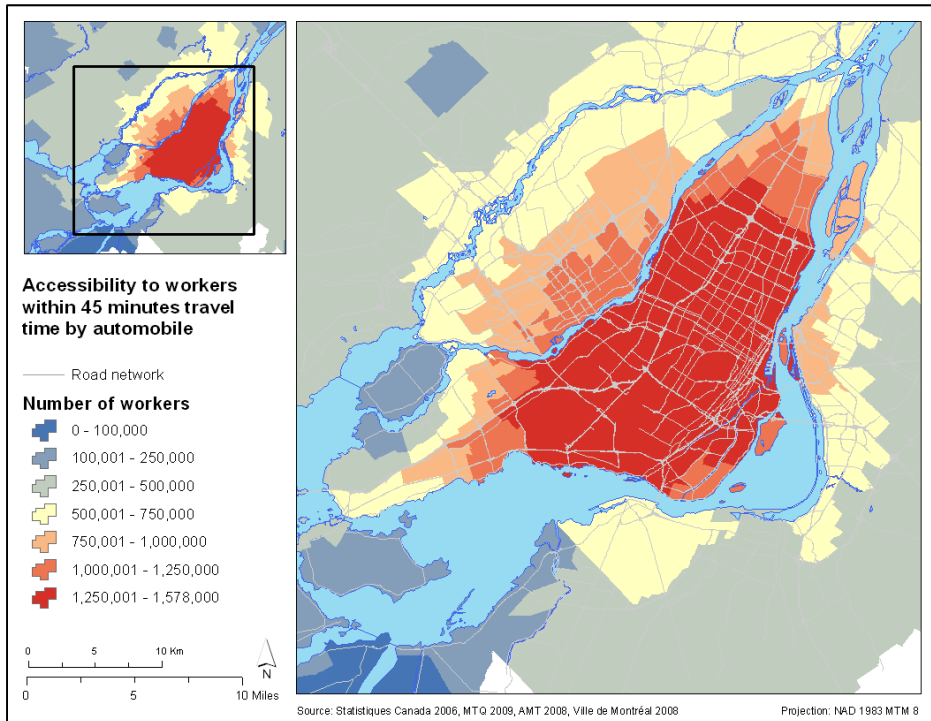 Accessibility to workers
within 45 minutes travel
time by automobile
Road network
Number of workers
0 - 100,000
100,001 - 250,000
250,001 - 500,000
500,001 - 750,000
750,001 - 1,000,000
1,000,001 - 1,250,000
1,250,001 - 1,578,000
0 5 10 Km
N
0 5 10 Miles
Source: Statistiques Canada 2006, MTQ 2009, AMT 2008, Ville de Montréal 2008
Projection: NAD 1983 MTM 8